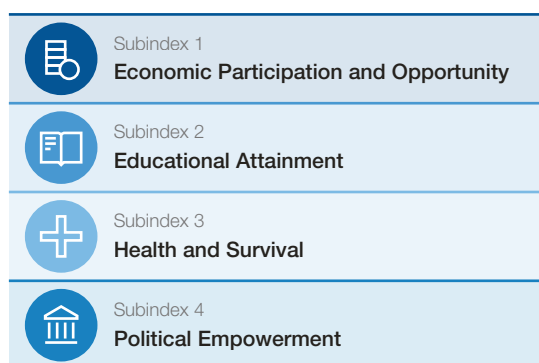 Subindex 1
Economic Participation and Opportunity
Subindex 2
Educational Attainment
Subindex 3
Health and Survival
Subindex 4
Political Empowerment